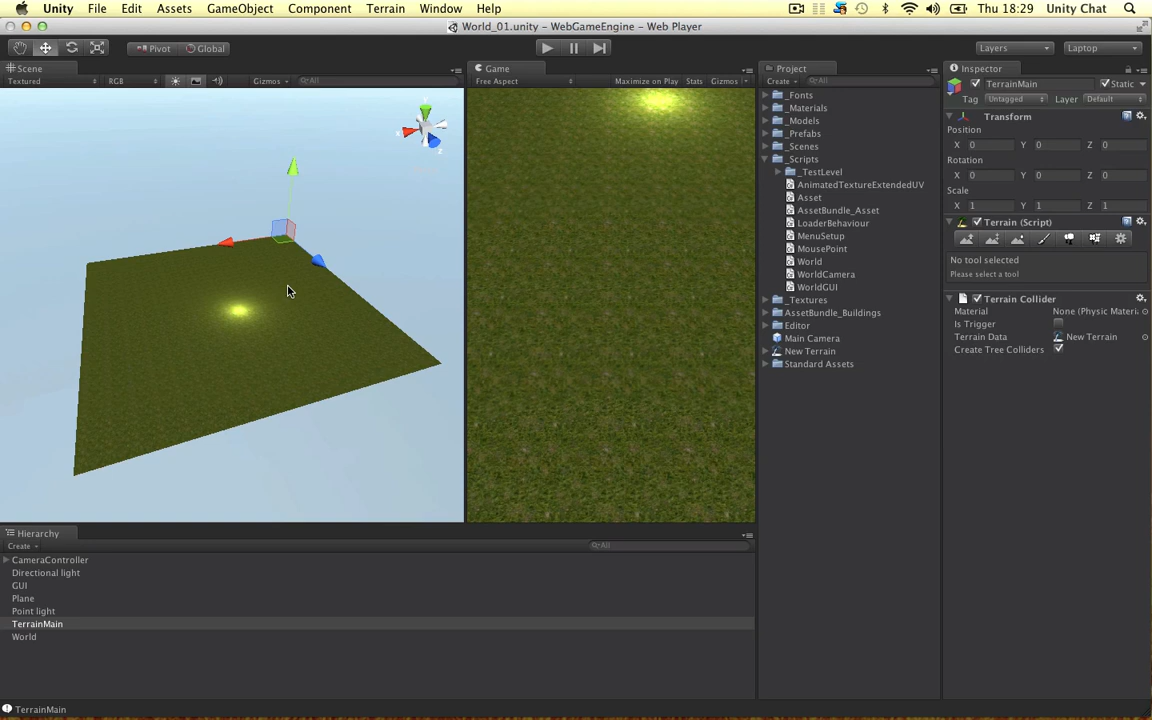 Unity File Edit Assets GameObject Component Terrain Window Help Thu 18:29 Unity Chat
World_01.unity – WebGameEngine – Web Player
Pivot Global Layers Laptop
Scene
Textured RGB Gizmos All
x
z
Game
Free Aspect Maximize on Play Stats Gizmos
Project
Create All
_Fonts
_Materials
_Models
_Prefabs
_Scenes
_Scripts
_TestLevel
AnimatedTextureExtendedUV
Asset
AssetBundle_Asset
LoaderBehaviour
MenuSetup
MousePoint
World
WorldCamera
WorldGUI
_Textures
AssetBundle_Buildings
Editor
Main Camera
New Terrain
Standard Assets
Inspector
TerrainMain Static
Tag Untagged Layer Default
Transform
Position
X 0 Y 0 Z 0
Rotation
X 0 Y 0 Z 0
Scale
X 1 Y 1 Z 1
Terrain (Script)
No tool selected
Please select a tool
Terrain Collider
Material None (Physic Materi
Is Trigger
Terrain Data New Terrain
Create Tree Colliders
Hierarchy
Create All
CameraController
Directional light
GUI
Plane
Point light
TerrainMain
World
TerrainMain